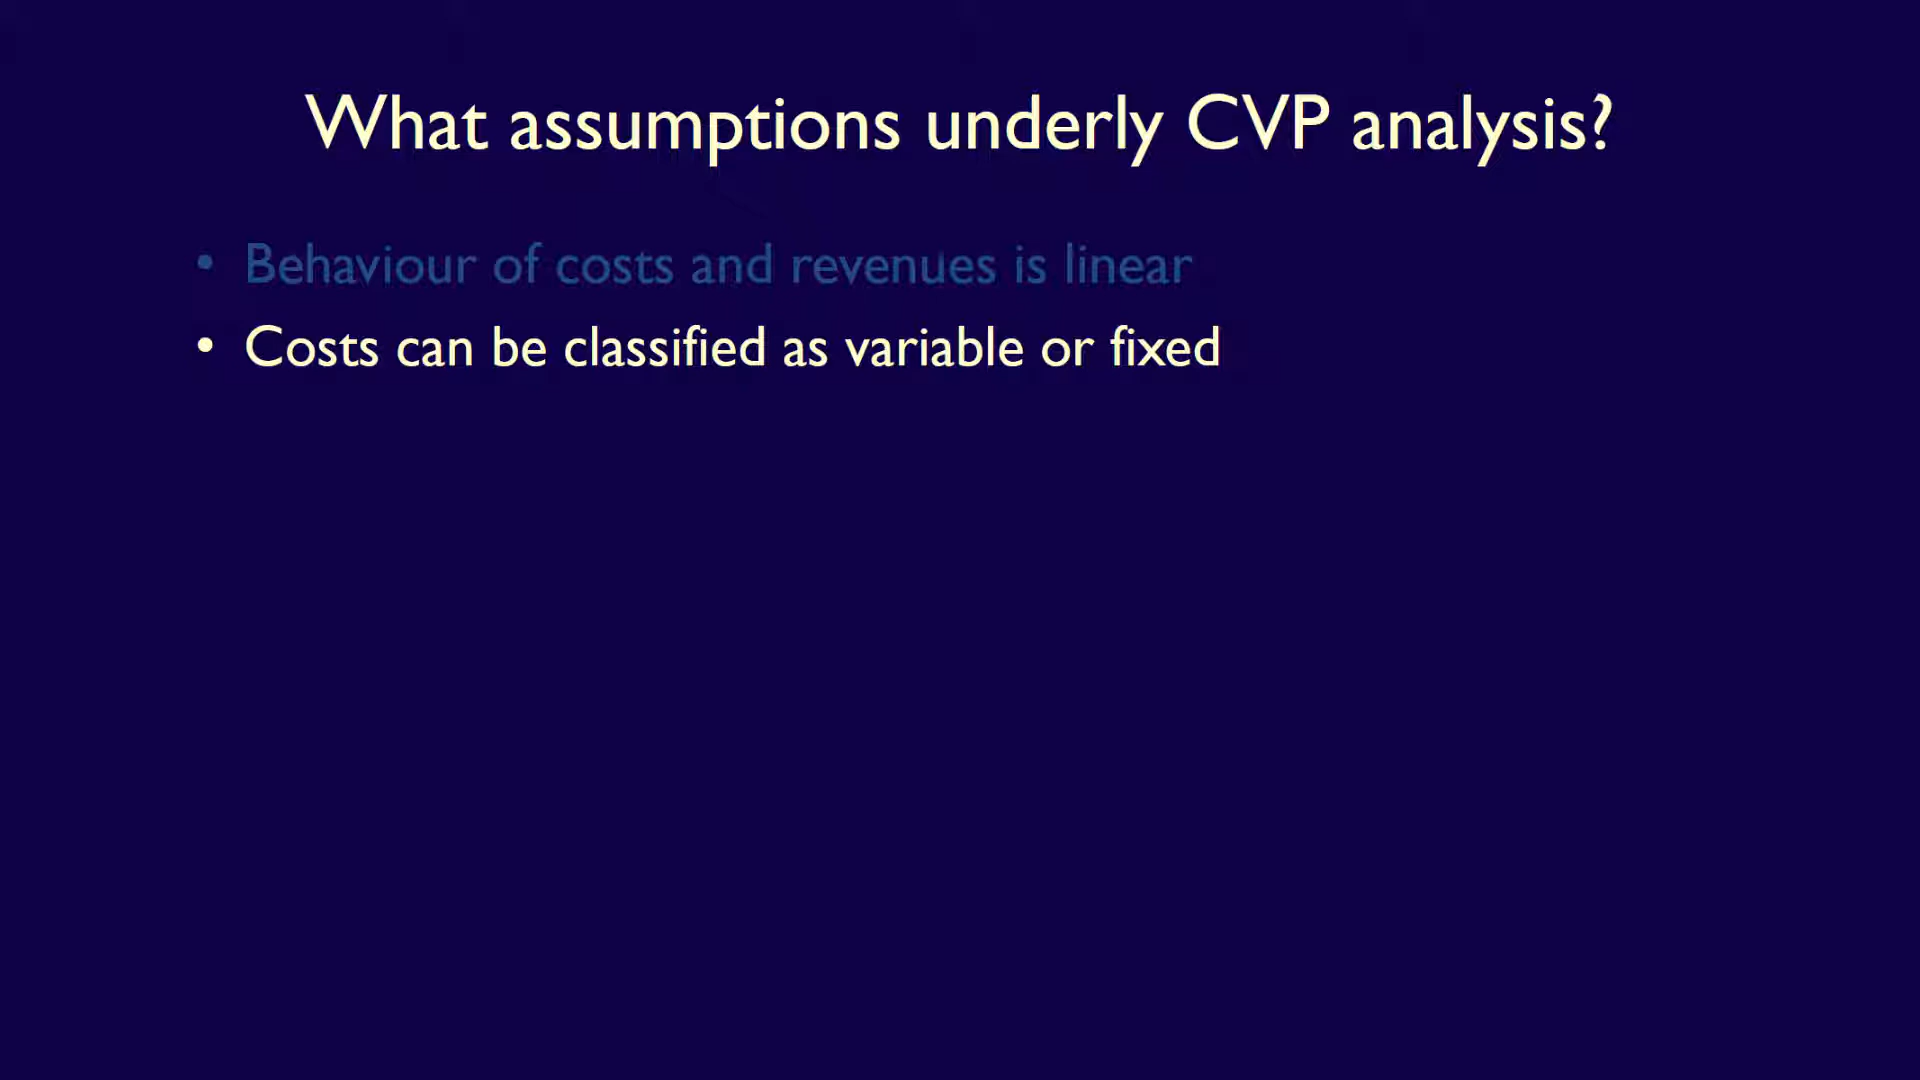 What assumptions underly CVP analysis?
• Behaviour of costs and revenues is linear
• Costs can be classified as variable or fixed